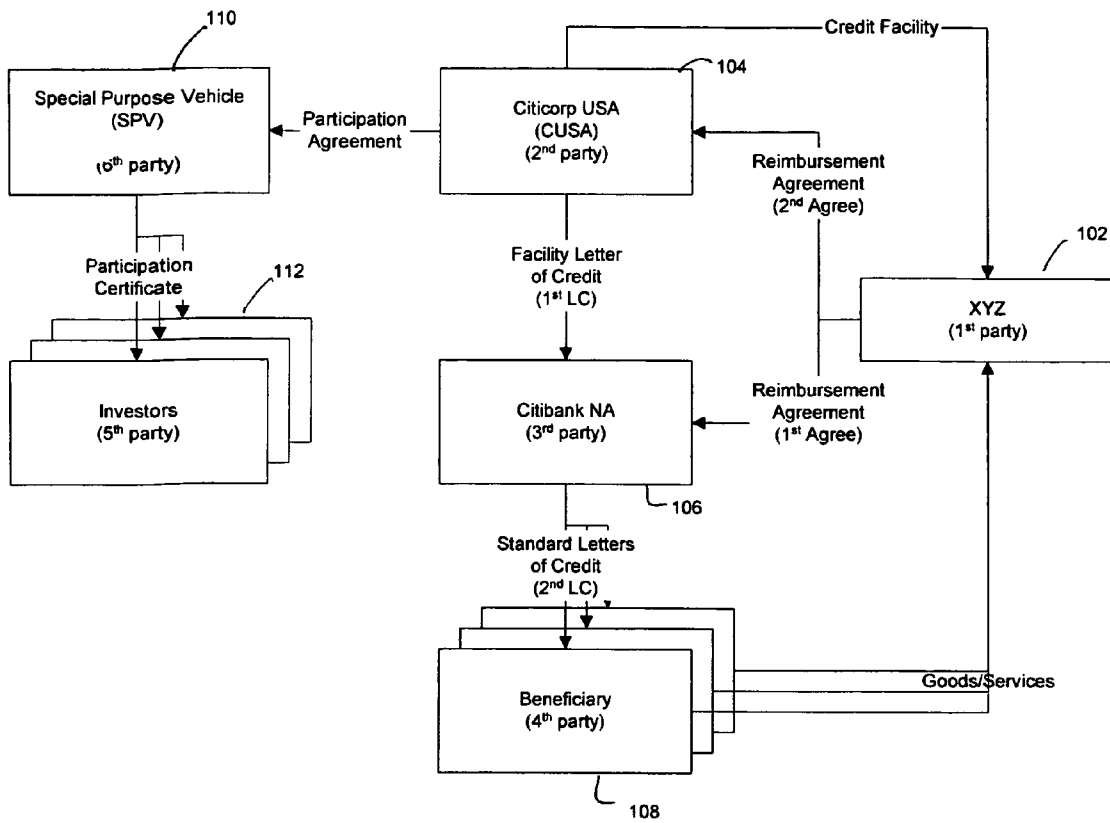 110
Credit Facility
104
Special Purpose Vehicle
(SPV)
(6th party)
Participation
Agreement
Citicorp USA
(CUSA)
(2nd party)
Reimbursement
Agreement
(2nd Agree)
102
Participation
Certificate
112
Facility Letter
of Credit
(1st LC)
XYZ
(1st party)
Investors
(5th party)
Citibank NA
(3rd party)
Reimbursement
Agreement
(1st Agree)
106
Standard Letters
of Credit
(2nd LC)
Goods/Services
Beneficiary
(4th party)
108